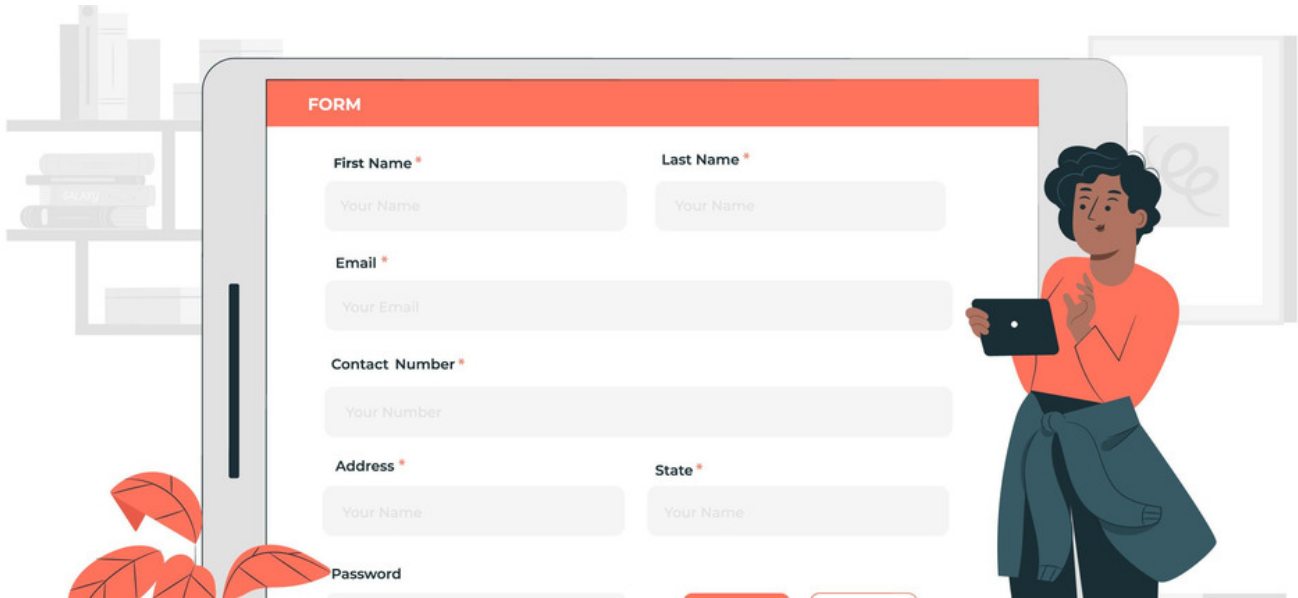 FORM
First Name *
Last Name *
Your Name
Your Name
Email *
Your Email
Contact Number *
Your Number
Address *
State *
Your Name
Your Name
Password